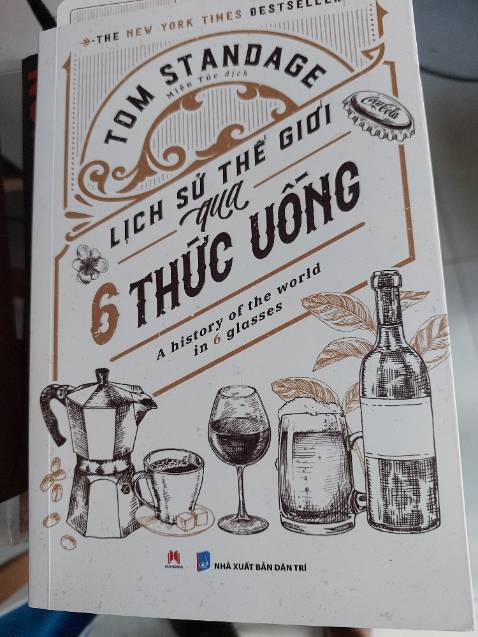 THE NEW YORK TIMES BESTSELLER
TOM STANDAGE
Miên Túc dịch
Coca-Cola
LỊCH SỬ THẾ GIỚI
qua
6 THỨC UỐNG
A history of the world
in 6 glasses
NHÀ XUẤT BẢN DÂN TRÍ